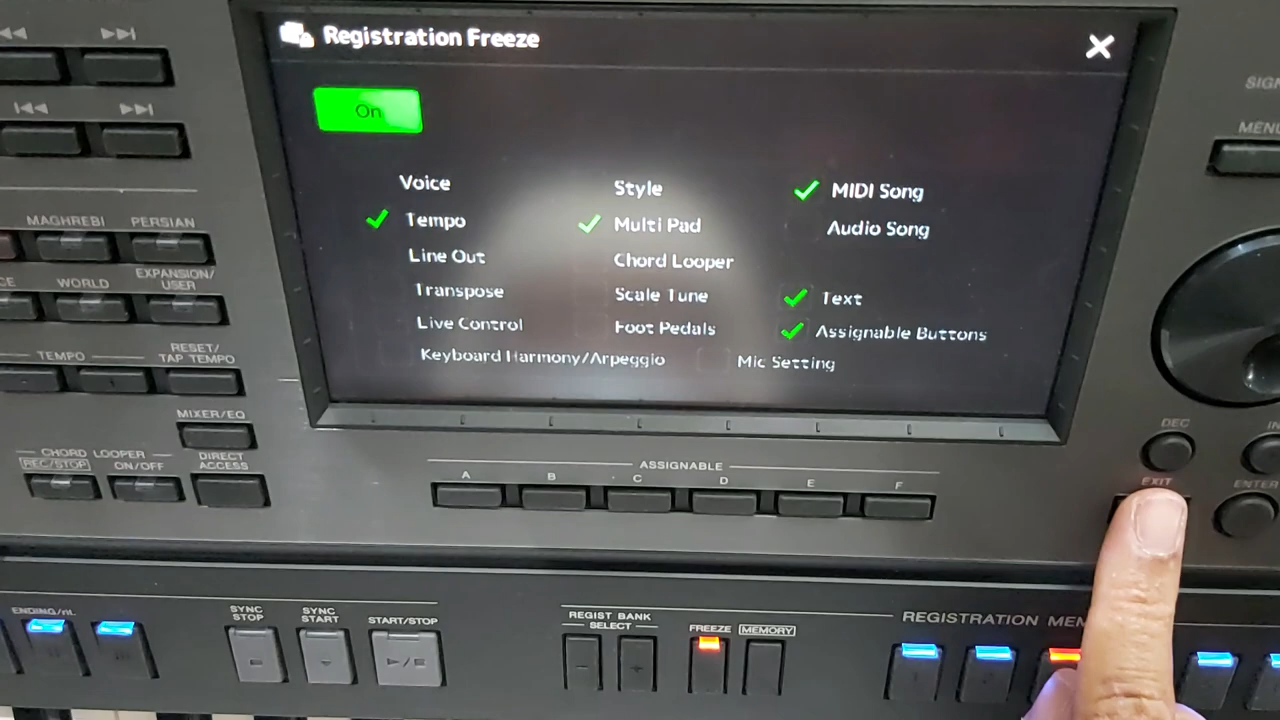 Registration Freeze
On
Voice
Style
MIDI Song
Tempo
Multi Pad
Audio Song
Line Out
Chord Looper
Transpose
Scale Tune
Text
Live Control
Foot Pedals
Assignable Buttons
Keyboard Harmony/Arpeggio
Mic Setting
MENU
MAGHREBI
PERSIAN
WORLD
EXPANSION/
USER
TEMPO
RESET/
TAP TEMPO
MIXER/EQ
CHORD LOOPER
REC/STOP
ON/OFF
DIRECT
ACCESS
ASSIGNABLE
A
B
C
D
E
F
DEC
EXIT
ENTER
ENDING/rit.
SYNC
STOP
SYNC
START
START/STOP
REGIST BANK
SELECT
FREEZE
MEMORY
REGISTRATION